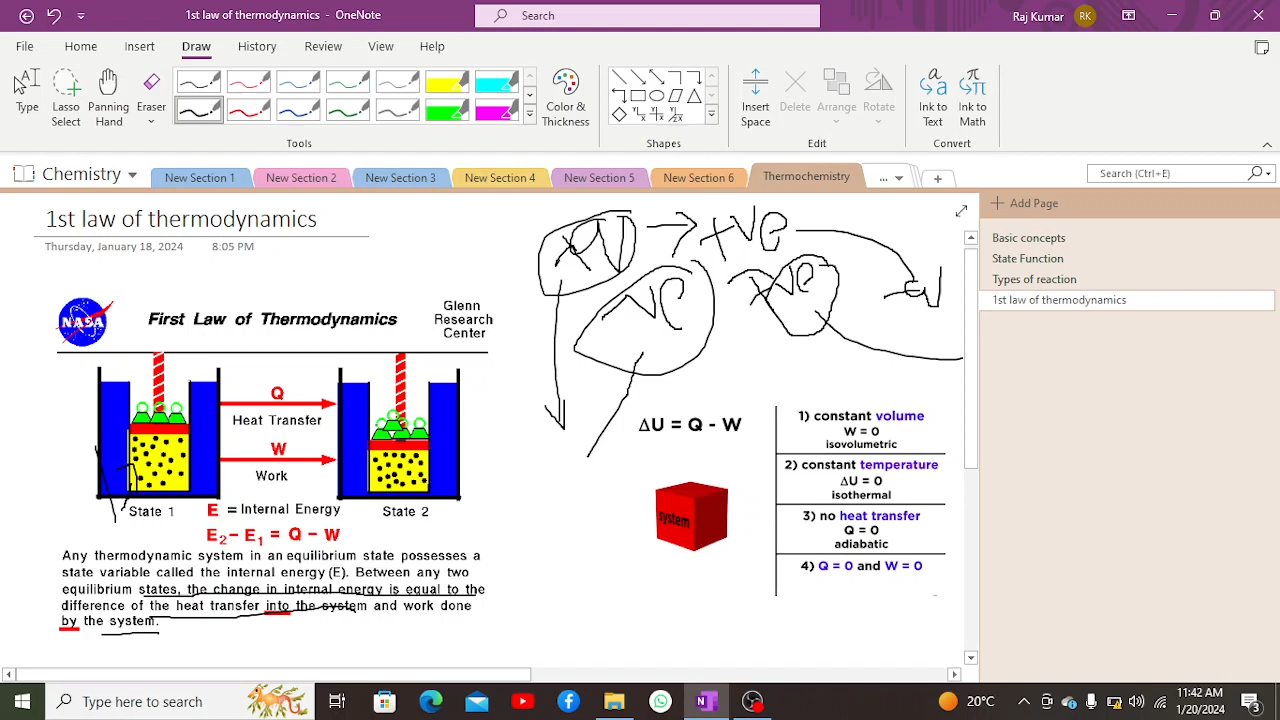 Search
Raj Kumar
RK
File
Home
Insert
Draw
History
Review
View
Help
Type
Lasso Select
Panning Hand
Eraser
Color & Thickness
Insert Space
Delete
Arrange
Rotate
Ink to Text
Ink to Math
Tools
Shapes
Edit
Convert
Chemistry
New Section 1
New Section 2
New Section 3
New Section 4
New Section 5
New Section 6
Thermochemistry
...
Search (Ctrl+E)
1st law of thermodynamics
Thursday, January 18, 2024
8:05 PM
Add Page
Basic concepts
State Function
Types of reaction
1st law of thermodynamics
+ve
NASA
First Law of Thermodynamics
Glenn
Research
Center
Q
Heat Transfer
W
Work
State 1
E = Internal Energy
State 2
E₂ – E₁ = Q – W
Any thermodynamic system in an equilibrium state possesses a
state variable called the internal energy (E). Between any two
equilibrium states, the change in internal energy is equal to the
difference of the heat transfer into the system and work done
by the system.
ΔU = Q - W
system
1) constant volume
W = 0
isovolumetric
2) constant temperature
ΔU = 0
isothermal
3) no heat transfer
Q = 0
adiabatic
4) Q = 0 and W = 0
Type here to search
20°C
11:42 AM
1/20/2024
3